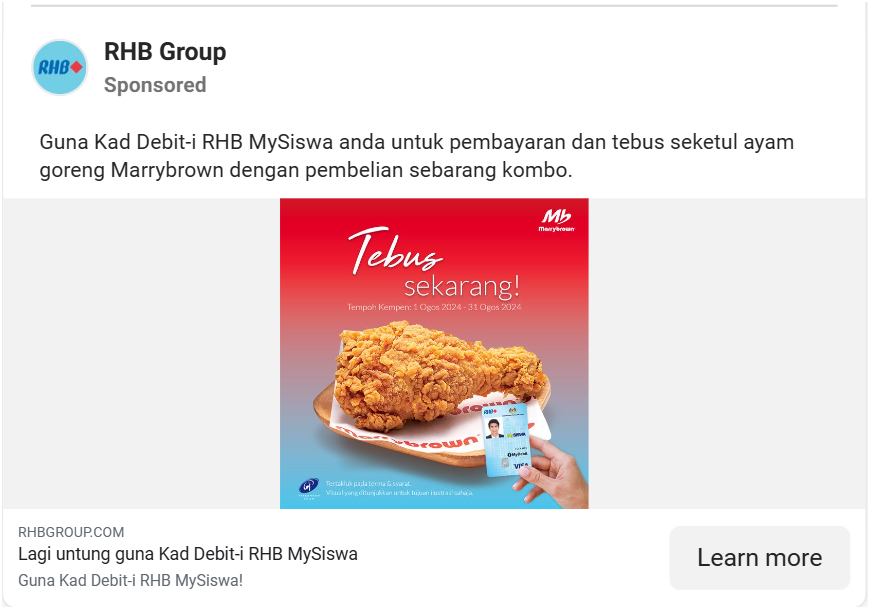 RHB
RHB Group
Sponsored
Guna Kad Debit-i RHB MySiswa anda untuk pembayaran dan tebus seketul ayam
goreng Marrybrown dengan pembelian sebarang kombo.
Mb
Marrybrown
Tebus
sekarang!
Tempoh Kempen: 1 Ogos 2024 - 31 Ogos 2024
marrybrown
RHB
MyDebit
VISA
Tertakluk pada terma & syarat.
Visual yang ditunjukkan untuk tujuan ilustrasi sahaja.
RHBGROUP.COM
Lagi untung guna Kad Debit-i RHB MySiswa
Guna Kad Debit-i RHB MySiswa!
Learn more